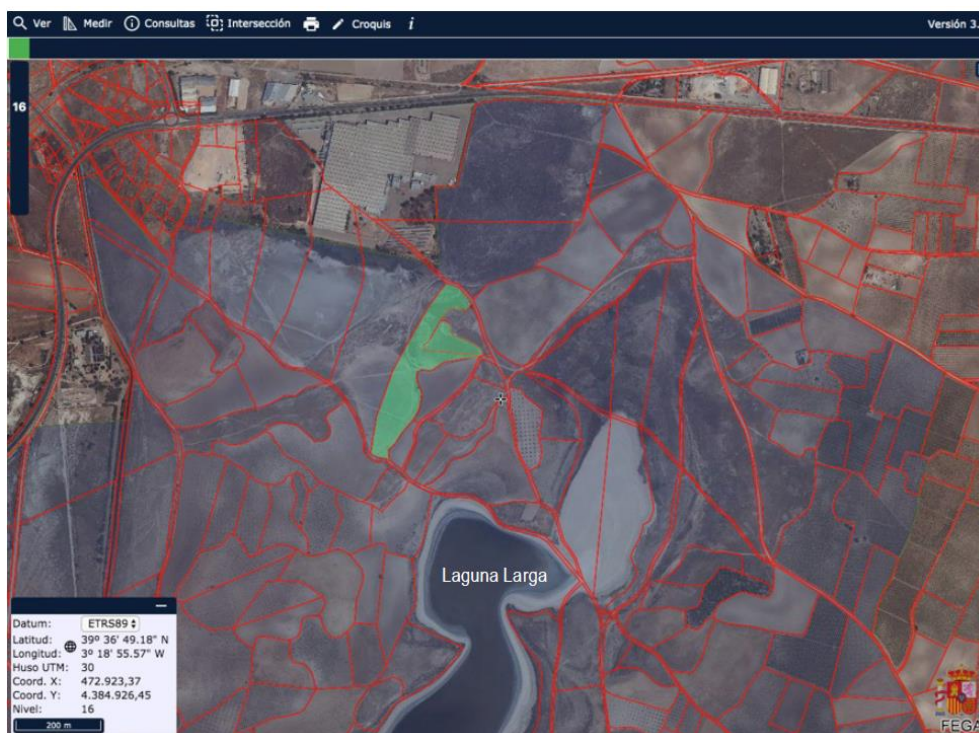 Ver Medir Consultas Intersección Croquis i Versión 3.
16
Laguna Larga
Datum: ETRS89
Latitud: 39º 36' 49.18" N
Longitud: 3º 18' 55.57" W
Huso UTM: 30
Coord. X: 472.923,37
Coord. Y: 4.384.926,45
Nivel: 16
200 m
FEGA